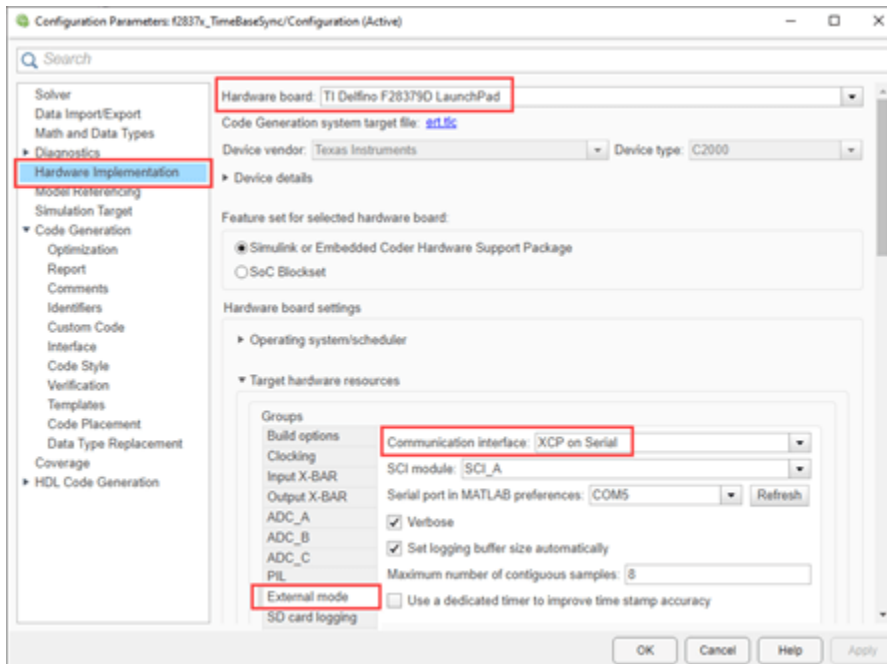 Configuration Parameters: f2837x_TimeBaseSync/Configuration (Active)
Search
Solver
Data Import/Export
Math and Data Types
Diagnostics
Hardware Implementation
Model Referencing
Simulation Target
Code Generation
Optimization
Report
Comments
Identifiers
Custom Code
Interface
Code Style
Verification
Templates
Code Placement
Data Type Replacement
Coverage
HDL Code Generation
Hardware board: TI Delfino F28379D LaunchPad
Code Generation system target file: ert.tlc
Device vendor: Texas Instruments Device type: C2000
Device details
Feature set for selected hardware board:
Simulink or Embedded Coder Hardware Support Package
SoC Blockset
Hardware board settings
Operating system/scheduler
Target hardware resources
Groups
Build options
Clocking
Input X-BAR
Output X-BAR
ADC_A
ADC_B
ADC_C
PIL
External mode
SD card logging
Communication interface: XCP on Serial
SCI module: SCI_A
Serial port in MATLAB preferences: COM5 Refresh
Verbose
Set logging buffer size automatically
Maximum number of contiguous samples: 8
Use a dedicated timer to improve time stamp accuracy
OK Cancel Help Apply